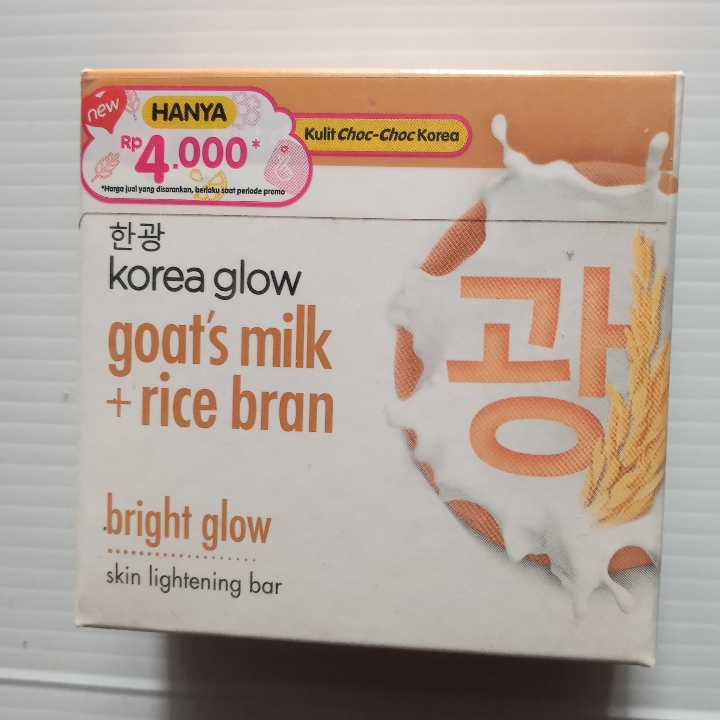 new
HANYA
Rp 4.000*
*Harga jual yang disarankan, berlaku saat periode promo
Kulit Choc-Choc Korea
한광
korea glow
goat's milk
+ rice bran
광
bright glow
skin lightening bar